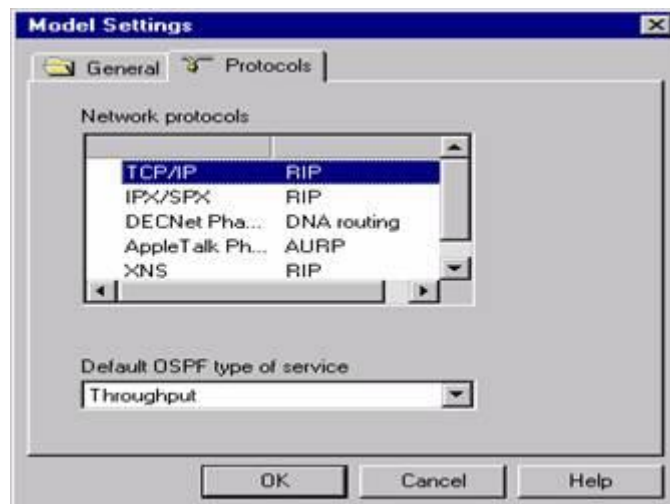 Model Settings
General Protocols
Network protocols
TCP/IP RIP
IPX/SPX RIP
DECNet Pha... DNA routing
AppleTalk Ph... AURP
XNS RIP
Default OSPF type of service
Throughput
OK Cancel Help